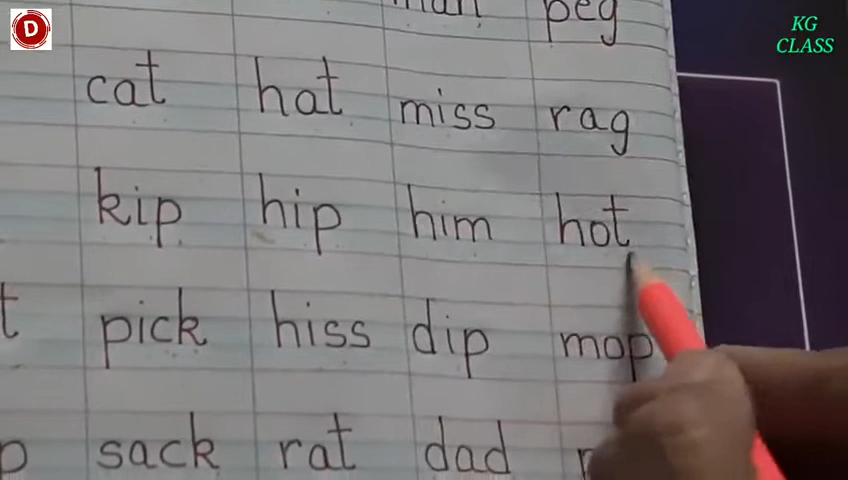 D
KG
CLASS
peg
cat hat miss rag
kip hip him hot
pick hiss dip mop
sack rat dad